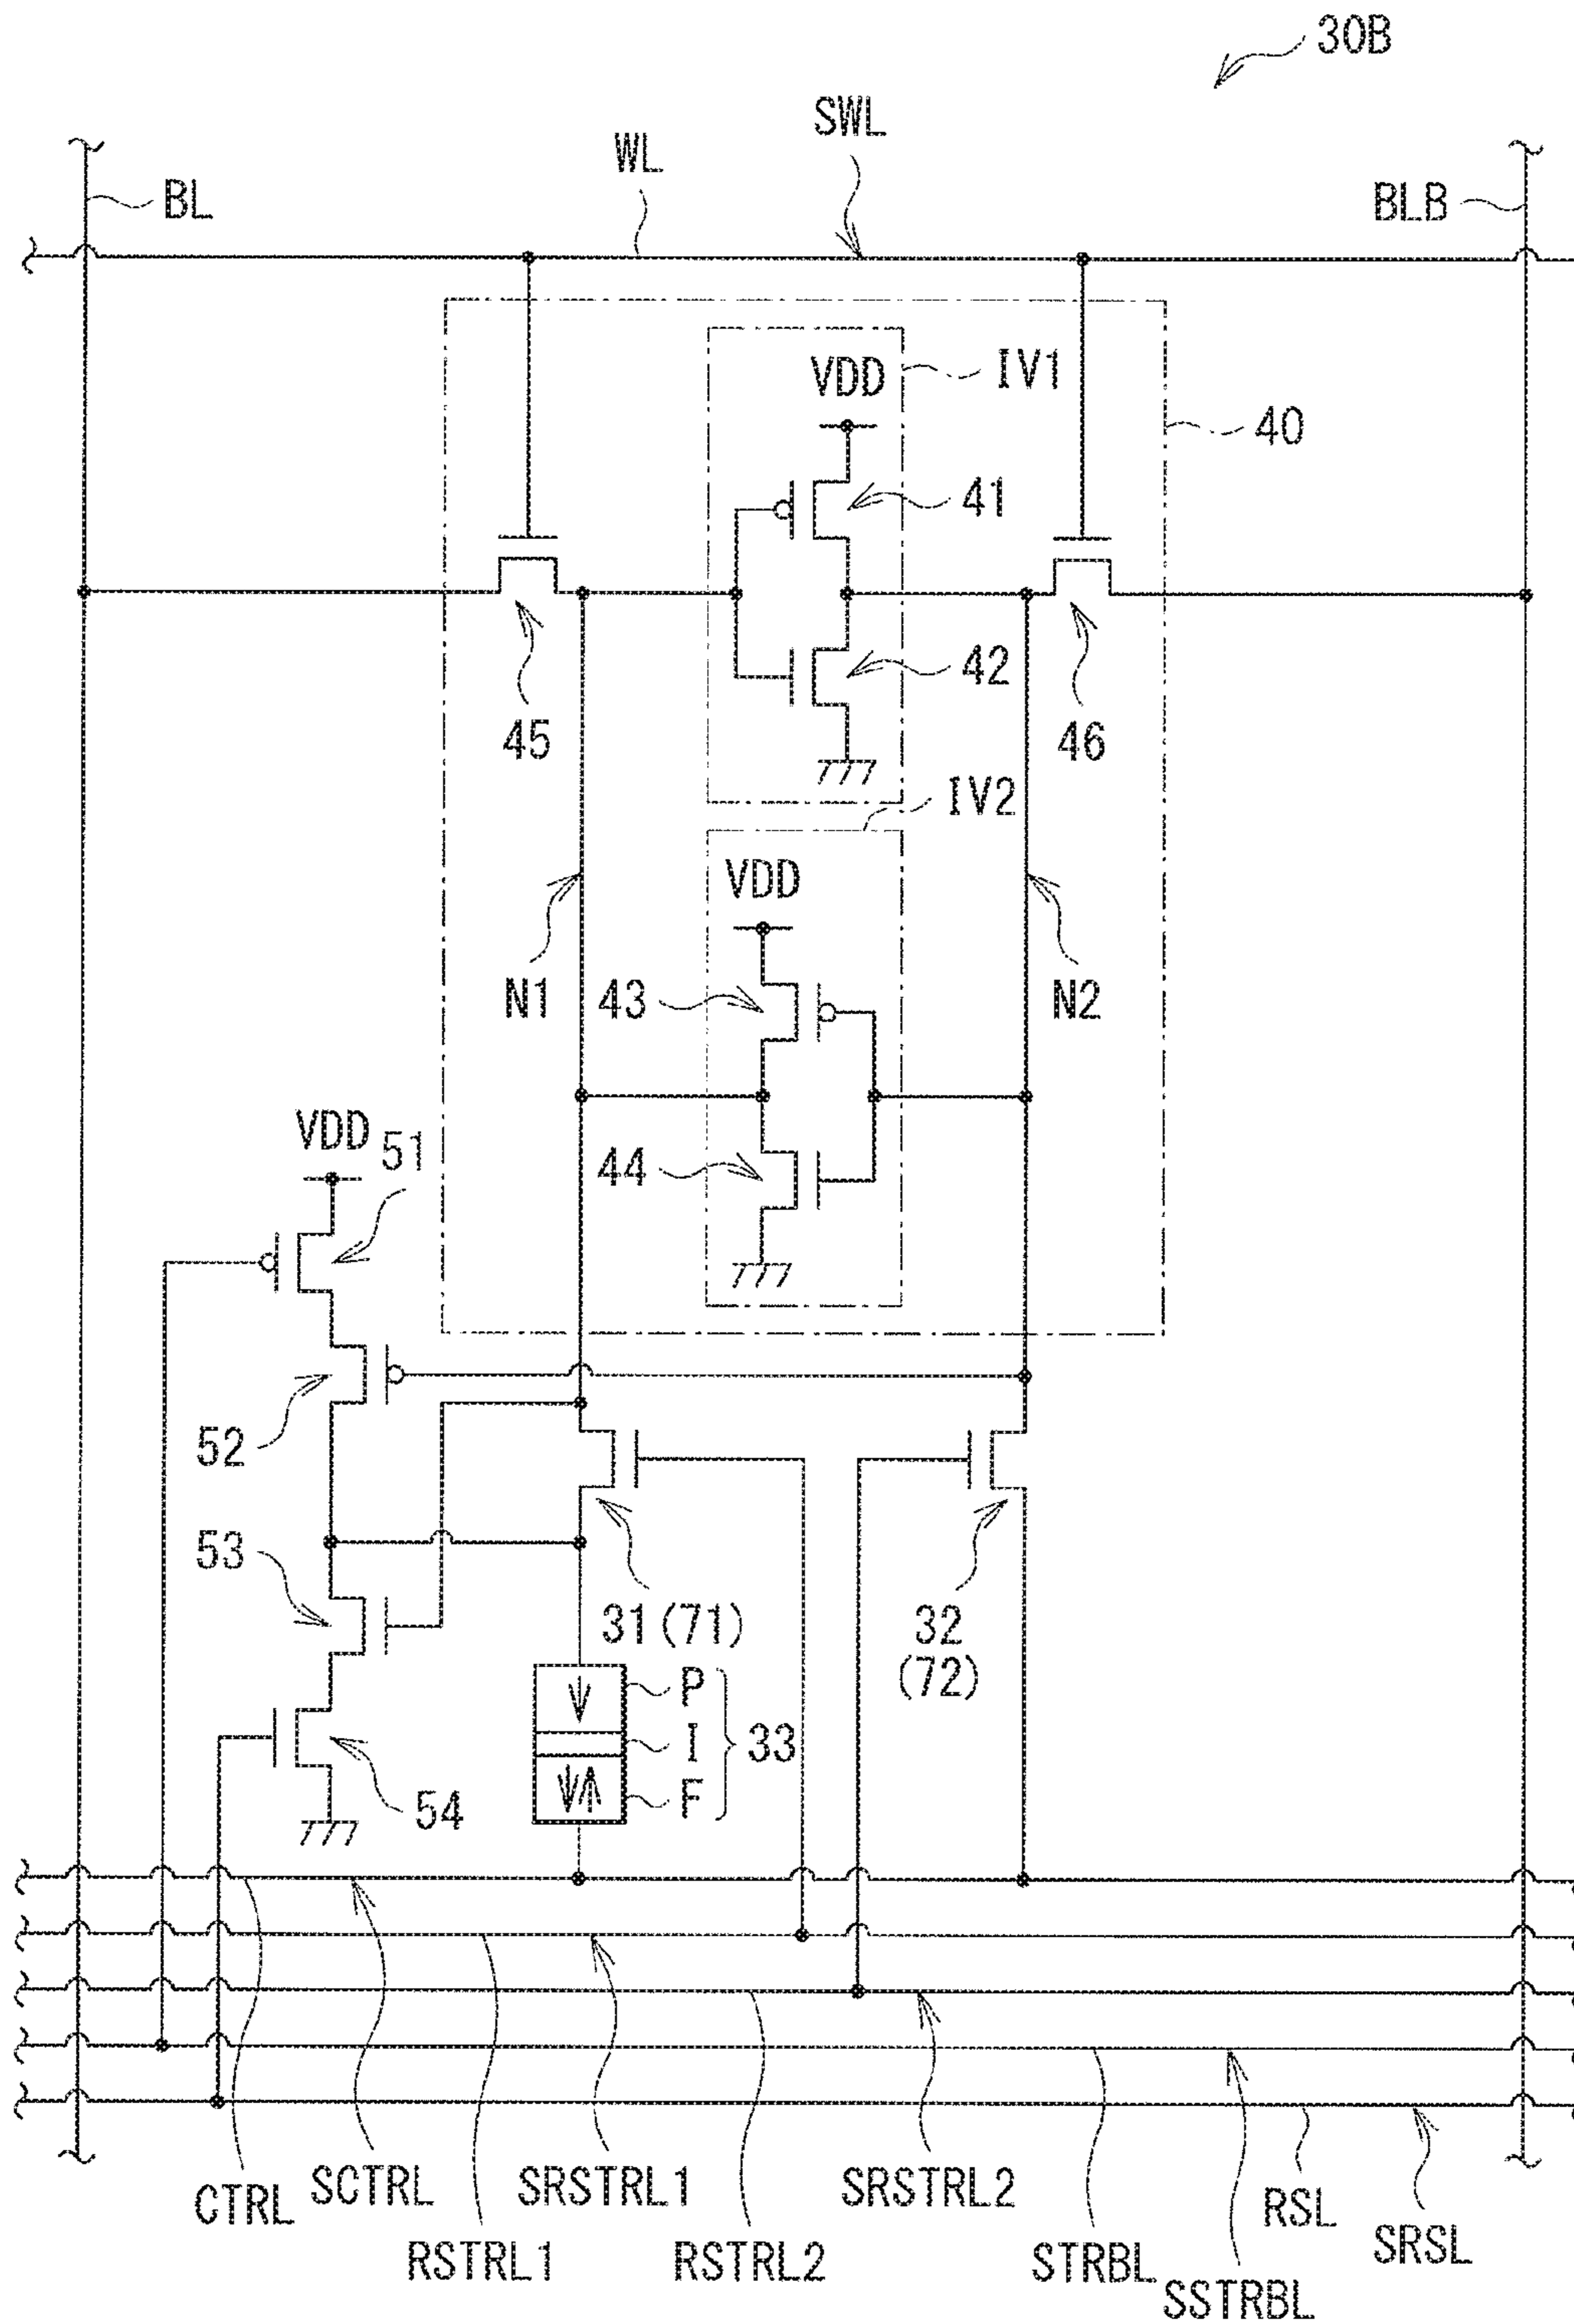 30B
SWL
WL
BL
BLB
VDD
IV1
40
41
42
45
46
IV2
VDD
N1
43
N2
VDD
51
44
52
53
31(71)
32
(72)
P
I
33
F
54
CTRL
SCTRL
SRSTRL1
SRSTRL2
RSL
SRSL
RSTRL1
RSTRL2
STRBL
SSTRBL